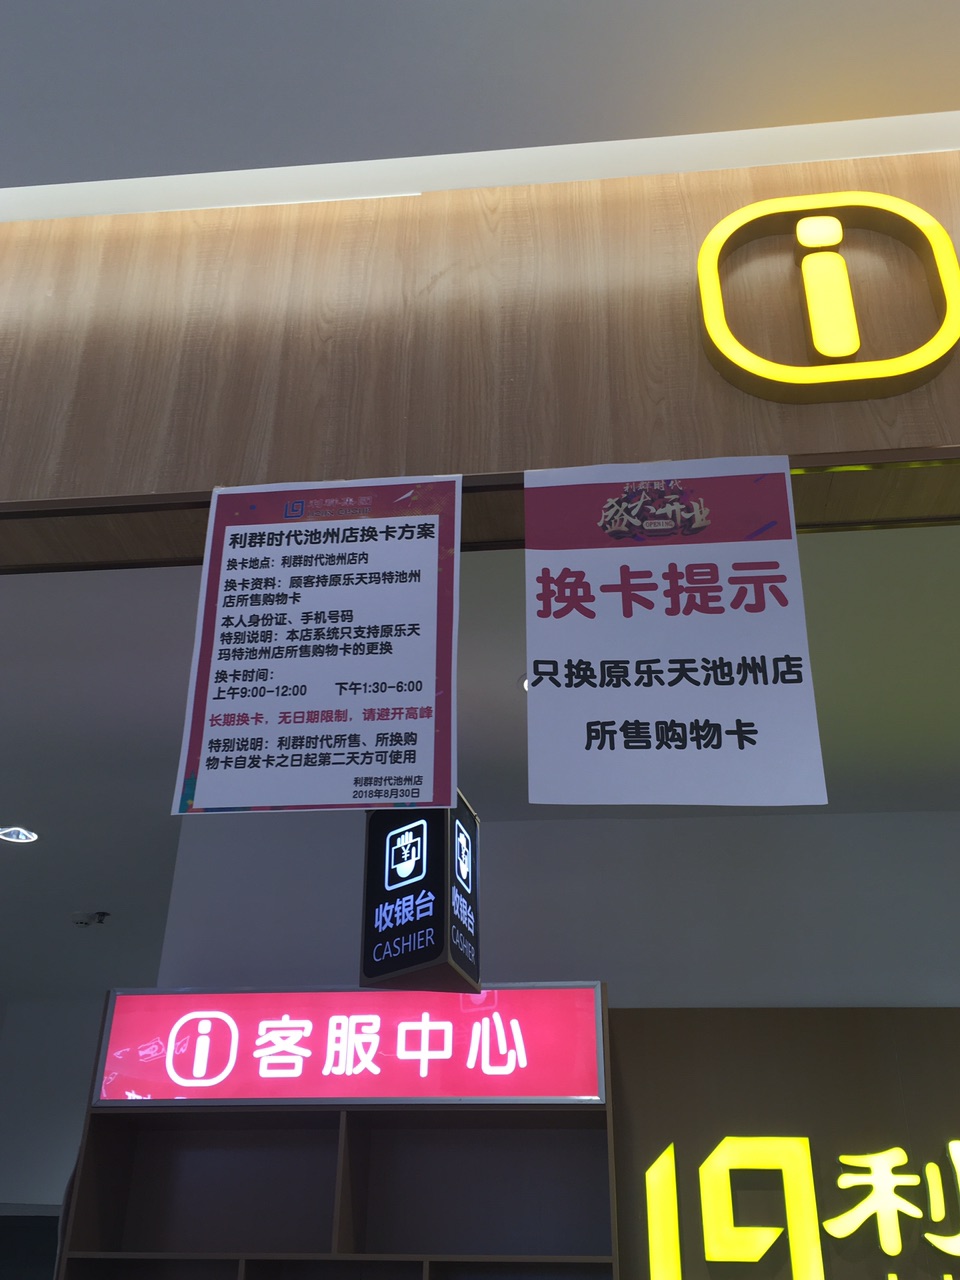 利群集团
利群时代池州店换卡方案
换卡地点：利群时代池州店内
换卡资料：顾客持原乐天玛特池州
店所售购物卡
本人身份证、手机号码
特别说明：本店系统只支持原乐天
玛特池州店所售购物卡的更换
换卡时间：
上午9:00-12:00 下午1:30-6:00
长期换卡，无日期限制，请避开高峰
特别说明：利群时代所售、所换购
物卡自发卡之日起第二天方可使用
利群时代池州店
2018年8月30日
利群时代
盛大开业
OPENING
换卡提示
只换原乐天池州店
所售购物卡
收银台
CASHIER
收银台
CASHIER
i 客服中心
利